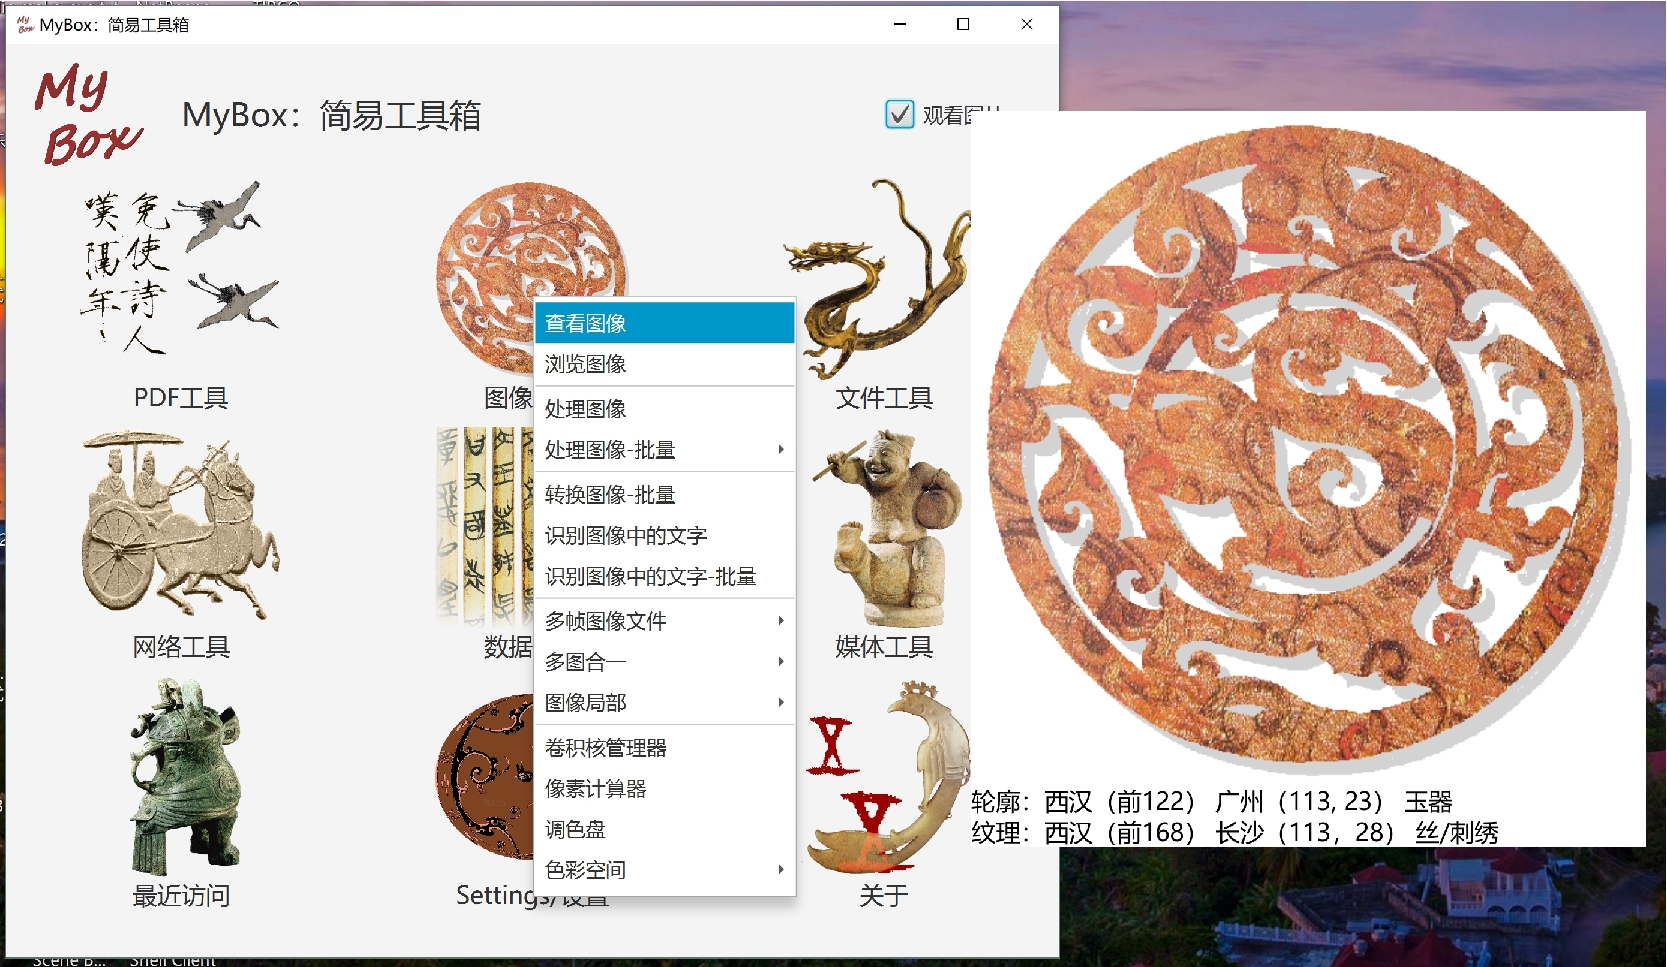 MyBox：简易工具箱
My
Box
MyBox：简易工具箱
观看图片
嘆 免
隔 使
年 詩
人
PDF工具
图像
文件工具
查看图像
浏览图像
处理图像
处理图像-批量
转换图像-批量
识别图像中的文字
识别图像中的文字-批量
多帧图像文件
多图合一
图像局部
卷积核管理器
像素计算器
调色盘
色彩空间
网络工具
数据
媒体工具
最近访问
Settings/设置
关于
轮廓：西汉（前122） 广州（113, 23） 玉器
纹理：西汉（前168） 长沙（113，28） 丝/刺绣
Scene B... Shell Client